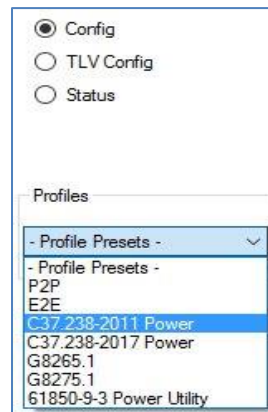 Config
TLV Config
Status
Profiles
- Profile Presets -
- Profile Presets -
P2P
E2E
C37.238-2011 Power
C37.238-2017 Power
G8265.1
G8275.1
61850-9-3 Power Utility